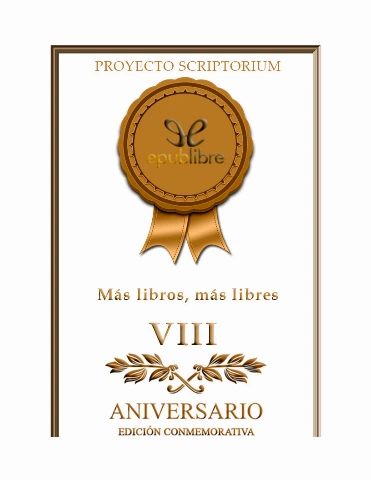 PROYECTO SCRIPTORIUM
epublibre
Más libros, más libres
VIII
ANIVERSARIO
EDICIÓN CONMEMORATIVA